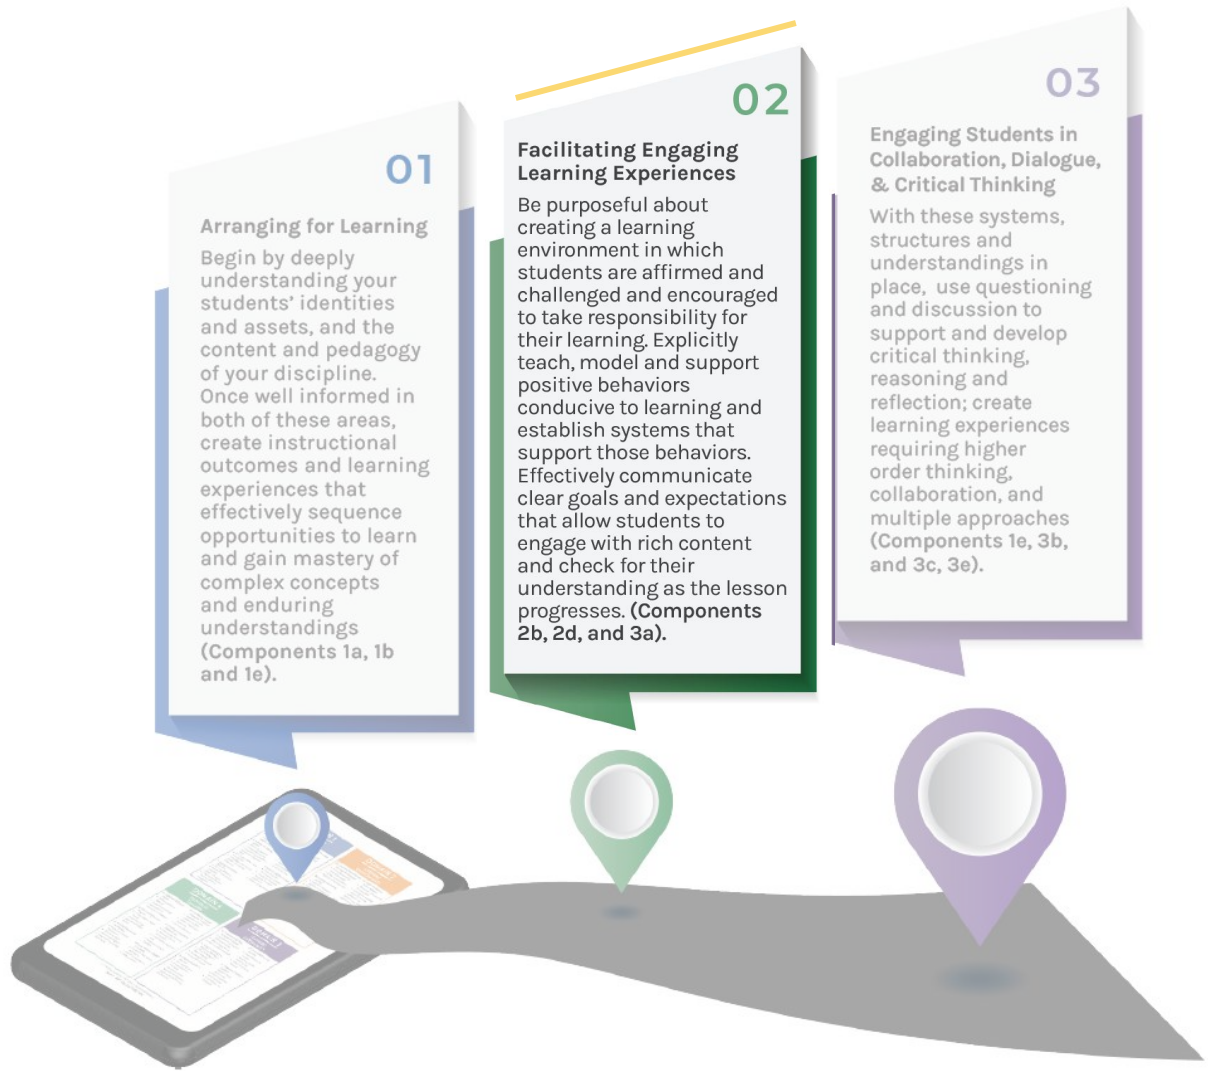 01
Arranging for Learning
Begin by deeply
understanding your
students’ identities
and assets, and the
content and pedagogy
of your discipline.
Once well informed in
both of these areas,
create instructional
outcomes and learning
experiences that
effectively sequence
opportunities to learn
and gain mastery of
complex concepts
and enduring
understandings
(Components 1a, 1b
and 1e).
02
Facilitating Engaging
Learning Experiences
Be purposeful about
creating a learning
environment in which
students are affirmed and
challenged and encouraged
to take responsibility for
their learning. Explicitly
teach, model and support
positive behaviors
conducive to learning and
establish systems that
support those behaviors.
Effectively communicate
clear goals and expectations
that allow students to
engage with rich content
and check for their
understanding as the lesson
progresses. (Components
2b, 2d, and 3a).
03
Engaging Students in
Collaboration, Dialogue,
& Critical Thinking
With these systems,
structures and
understandings in
place, use questioning
and discussion to
support and develop
critical thinking,
reasoning and
reflection; create
learning experiences
requiring higher
order thinking,
collaboration, and
multiple approaches
(Components 1e, 3b,
and 3c, 3e).